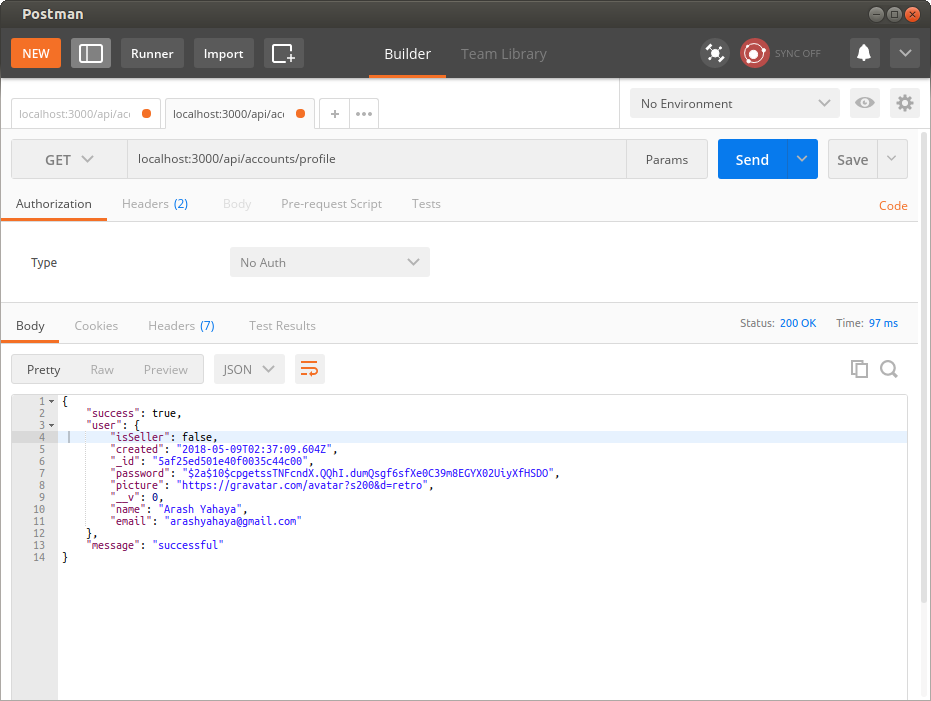 Postman
NEW Runner Import Builder Team Library SYNC OFF
localhost:3000/api/acc localhost:3000/api/acc + ••• No Environment
GET localhost:3000/api/accounts/profile Params Send Save
Authorization Headers (2) Body Pre-request Script Tests Code
Type No Auth
Body Cookies Headers (7) Test Results Status: 200 OK Time: 97 ms
Pretty Raw Preview JSON
1 {
2 "success": true,
3 "user": {
4 "isSeller": false,
5 "created": "2018-05-09T02:37:09.604Z",
6 "_id": "5af25ed501e40f0035c44c00",
7 "password": "$2a$10$cpgetssTNFcndX.QQhI.dumQsgf6sfXe0C39m8EGYX02UiyXfHSDO",
8 "picture": "https://gravatar.com/avatar?s200&d=retro",
9 "__v": 0,
10 "name": "Arash Yahaya",
11 "email": "arashyahaya@gmail.com"
12 },
13 "message": "successful"
14 }